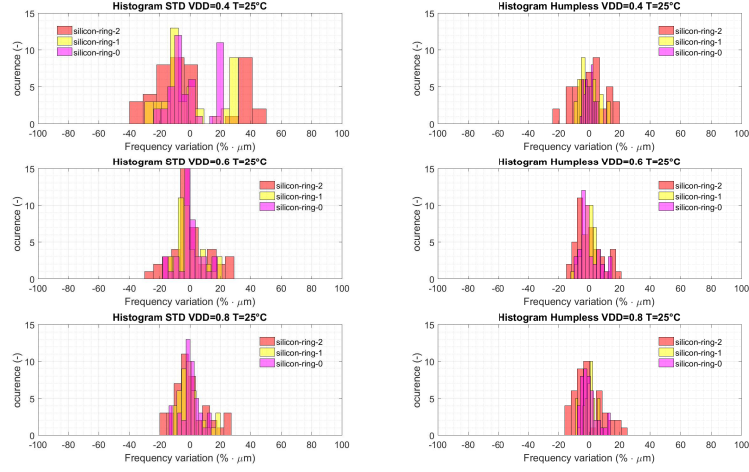 Histogram STD VDD=0.4 T=25°C
15
10
5
0
ocurence (-)
silicon-ring-2
silicon-ring-1
silicon-ring-0
-100 -80 -60 -40 -20 0 20 40 60 80 100
Frequency variation (% · μm)
Histogram Humpless VDD=0.4 T=25°C
15
10
5
0
ocurence (-)
silicon-ring-2
silicon-ring-1
silicon-ring-0
-100 -80 -60 -40 -20 0 20 40 60 80 100
Frequency variation (% · μm)
Histogram STD VDD=0.6 T=25°C
15
10
5
0
ocurence (-)
silicon-ring-2
silicon-ring-1
silicon-ring-0
-100 -80 -60 -40 -20 0 20 40 60 80 100
Frequency variation (% · μm)
Histogram Humpless VDD=0.6 T=25°C
15
10
5
0
ocurence (-)
silicon-ring-2
silicon-ring-1
silicon-ring-0
-100 -80 -60 -40 -20 0 20 40 60 80 100
Frequency variation (% · μm)
Histogram STD VDD=0.8 T=25°C
15
10
5
0
ocurence (-)
silicon-ring-2
silicon-ring-1
silicon-ring-0
-100 -80 -60 -40 -20 0 20 40 60 80 100
Frequency variation (% · μm)
Histogram Humpless VDD=0.8 T=25°C
15
10
5
0
ocurence (-)
silicon-ring-2
silicon-ring-1
silicon-ring-0
-100 -80 -60 -40 -20 0 20 40 60 80 100
Frequency variation (% · μm)